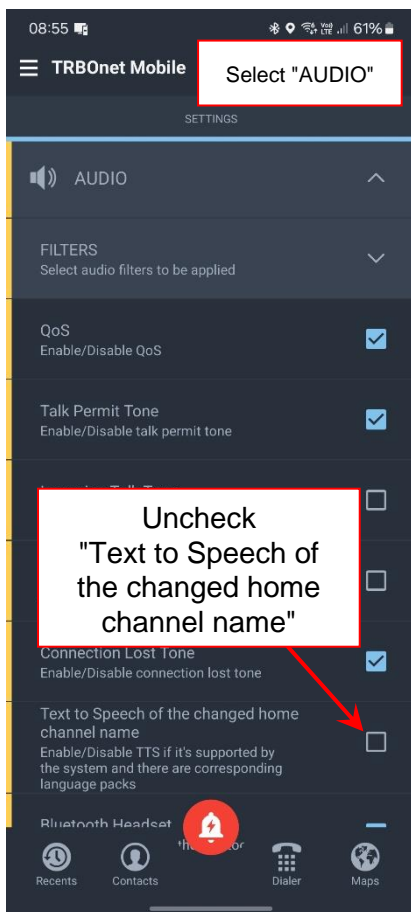 08:55
61%
TRBOnet Mobile
Select "AUDIO"
SETTINGS
AUDIO
FILTERS
Select audio filters to be applied
QoS
Enable/Disable QoS
Talk Permit Tone
Enable/Disable talk permit tone
Uncheck
"Text to Speech of
the changed home
channel name"
Connection Lost Tone
Enable/Disable connection lost tone
Text to Speech of the changed home
channel name
Enable/Disable TTS if it's supported by
the system and there are corresponding
language packs
Bluetooth Headset
Recents
Contacts
Dialer
Maps